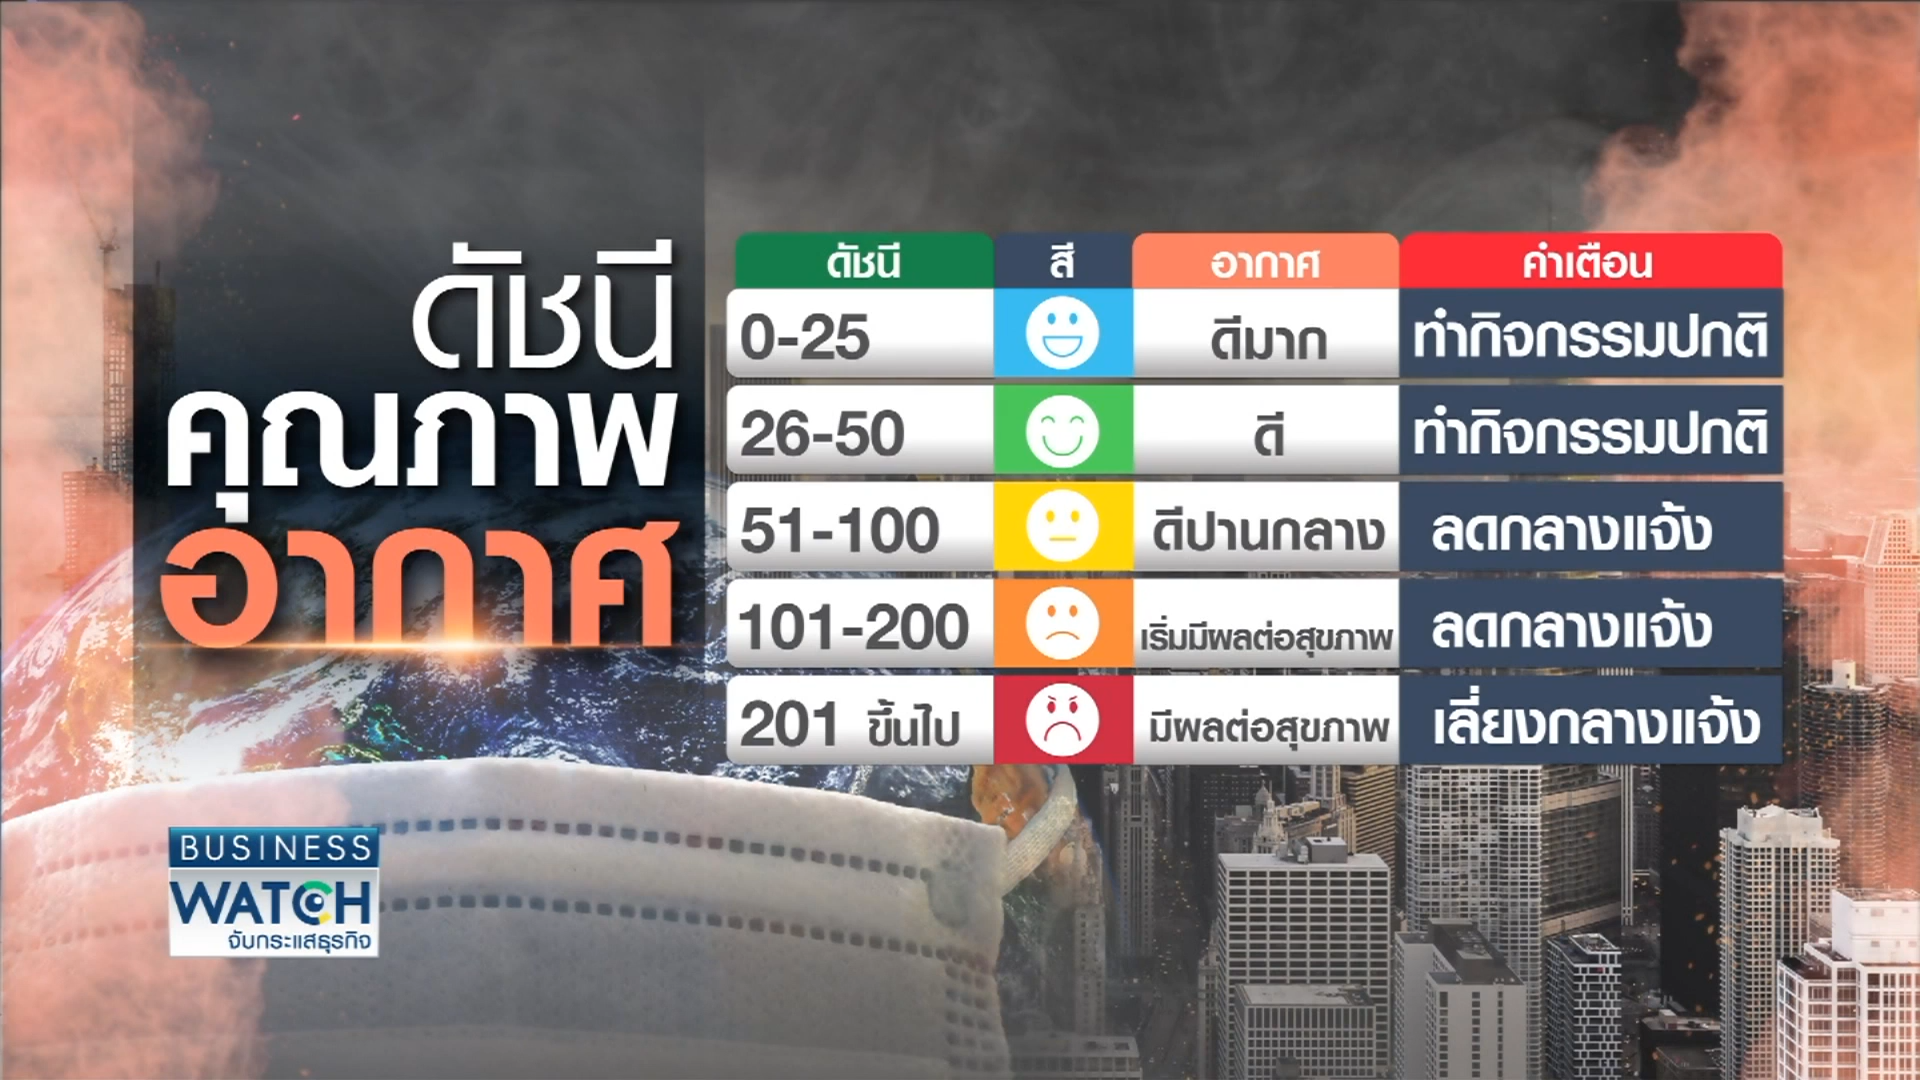 ดัชนี
คุณภาพ
อากาศ
ดัชนี สี อากาศ คำเตือน
0-25 ดีมาก ทำกิจกรรมปกติ
26-50 ดี ทำกิจกรรมปกติ
51-100 ดีปานกลาง ลดกลางแจ้ง
101-200 เริ่มมีผลต่อสุขภาพ ลดกลางแจ้ง
201 ขึ้นไป มีผลต่อสุขภาพ เลี่ยงกลางแจ้ง
BUSINESS
WATCH
จับกระแสธุรกิจ